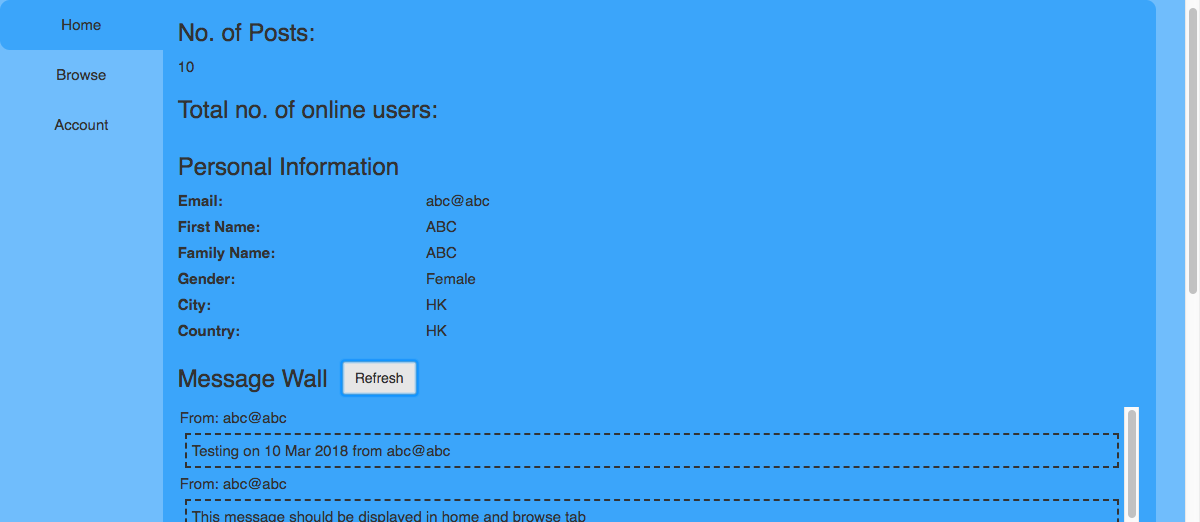 Home
Browse
Account
No. of Posts:
10
Total no. of online users:
Personal Information
Email: abc@abc
First Name: ABC
Family Name: ABC
Gender: Female
City: HK
Country: HK
Message Wall Refresh
From: abc@abc
Testing on 10 Mar 2018 from abc@abc
From: abc@abc
This message should be displayed in home and browse tab